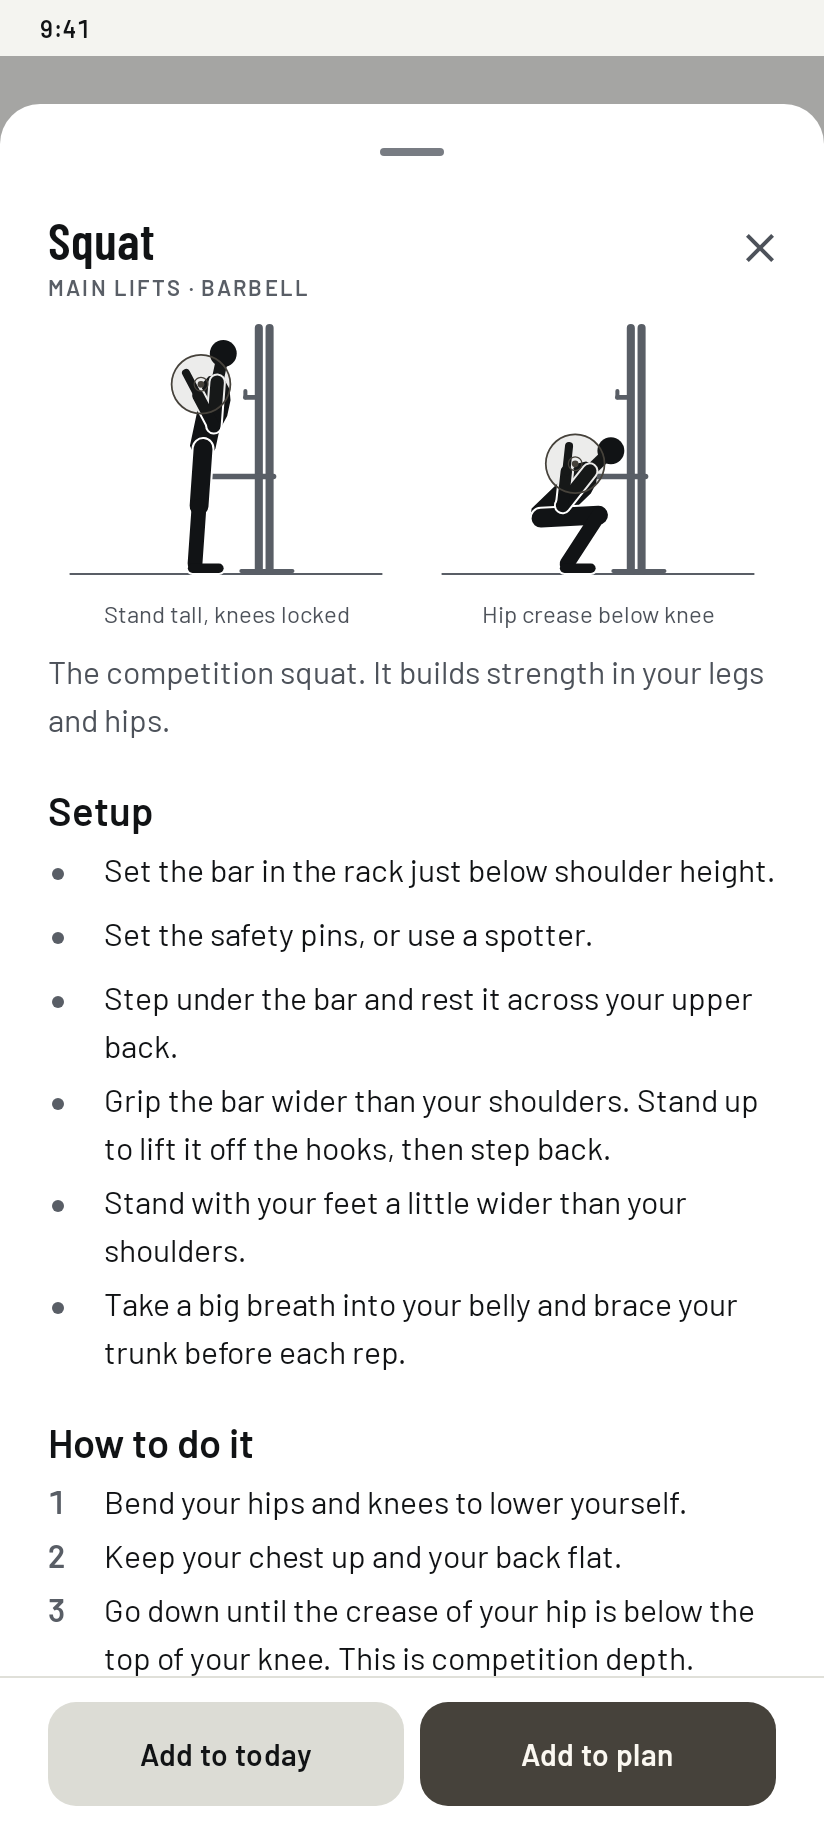 9:41
Squat
MAIN LIFTS · BARBELL
Stand tall, knees locked
Hip crease below knee
The competition squat. It builds strength in your legs
and hips.
Setup
Set the bar in the rack just below shoulder height.
Set the safety pins, or use a spotter.
Step under the bar and rest it across your upper
back.
Grip the bar wider than your shoulders. Stand up
to lift it off the hooks, then step back.
Stand with your feet a little wider than your
shoulders.
Take a big breath into your belly and brace your
trunk before each rep.
How to do it
1 Bend your hips and knees to lower yourself.
2 Keep your chest up and your back flat.
3 Go down until the crease of your hip is below the
top of your knee. This is competition depth.
Add to today
Add to plan